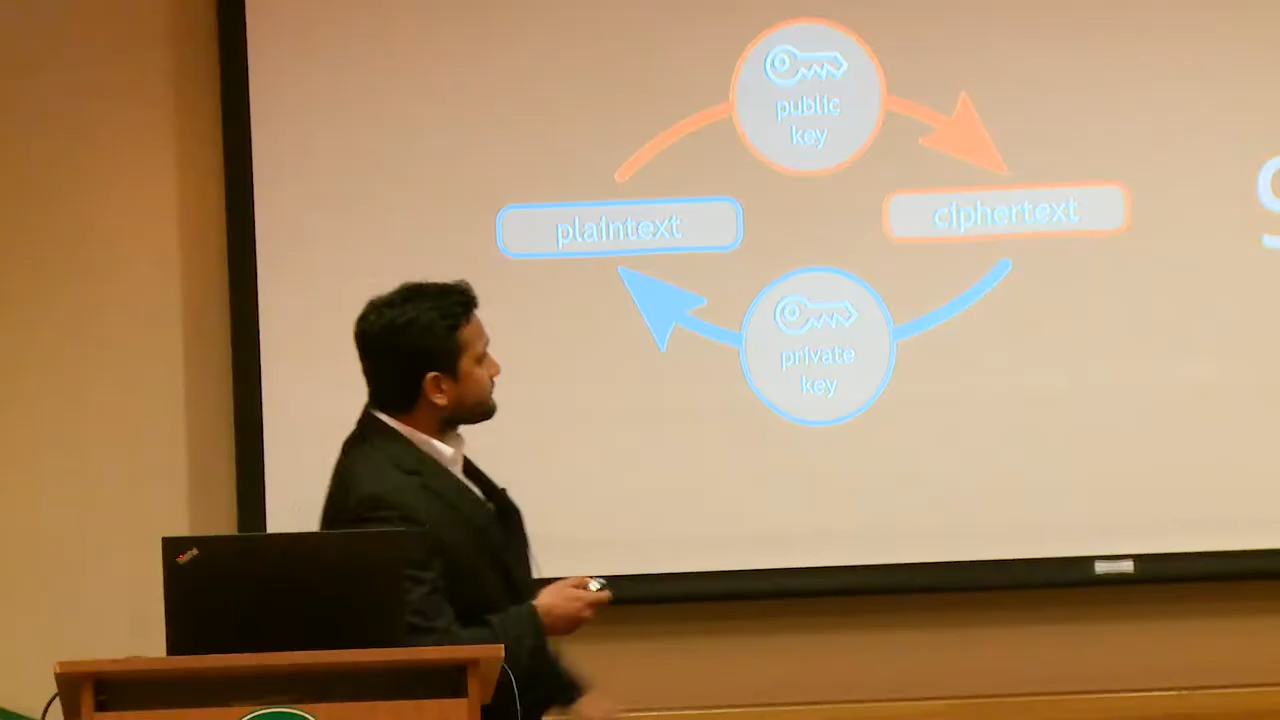 public
key
plaintext
ciphertext
private
key